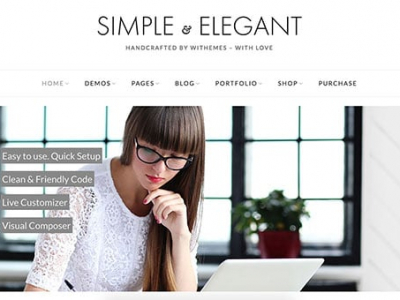 SIMPLE & ELEGANT
HANDCRAFTED BY WITHEMES - WITH LOVE
HOME DEMOS PAGES BLOG PORTFOLIO SHOP PURCHASE
Easy to use. Quick Setup
Clean & Friendly Code
Live Customizer
Visual Composer